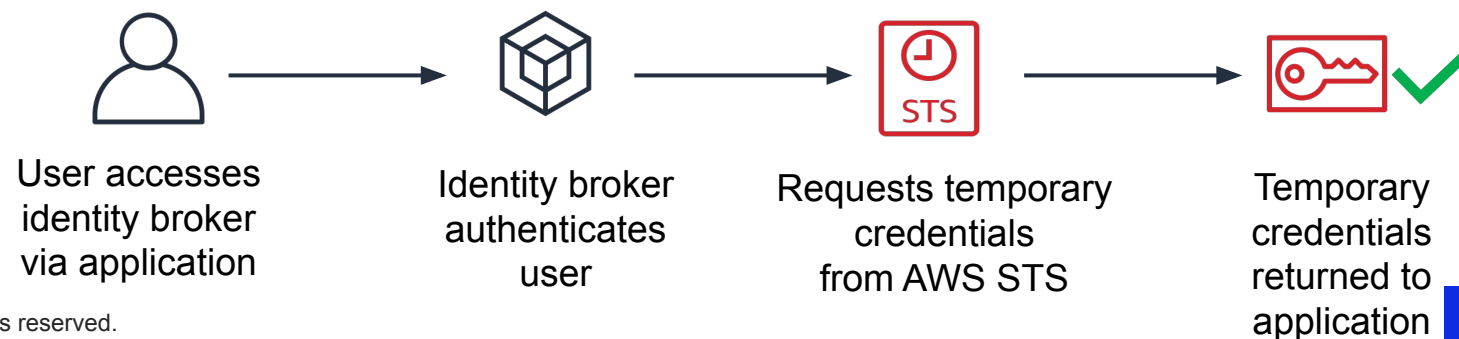 STS
User accesses
identity broker
via application
Identity broker
authenticates
user
Requests temporary
credentials
from AWS STS
Temporary
credentials
returned to
application
s reserved.